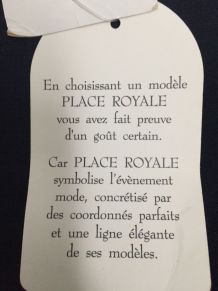 En choisissant un modèle
PLACE ROYALE
vous avez fait preuve
d'un goût certain.
Car PLACE ROYALE
symbolise l'évènement
mode, concrétisé par
des coordonnés parfaits
et une ligne élégante
de ses modèles.